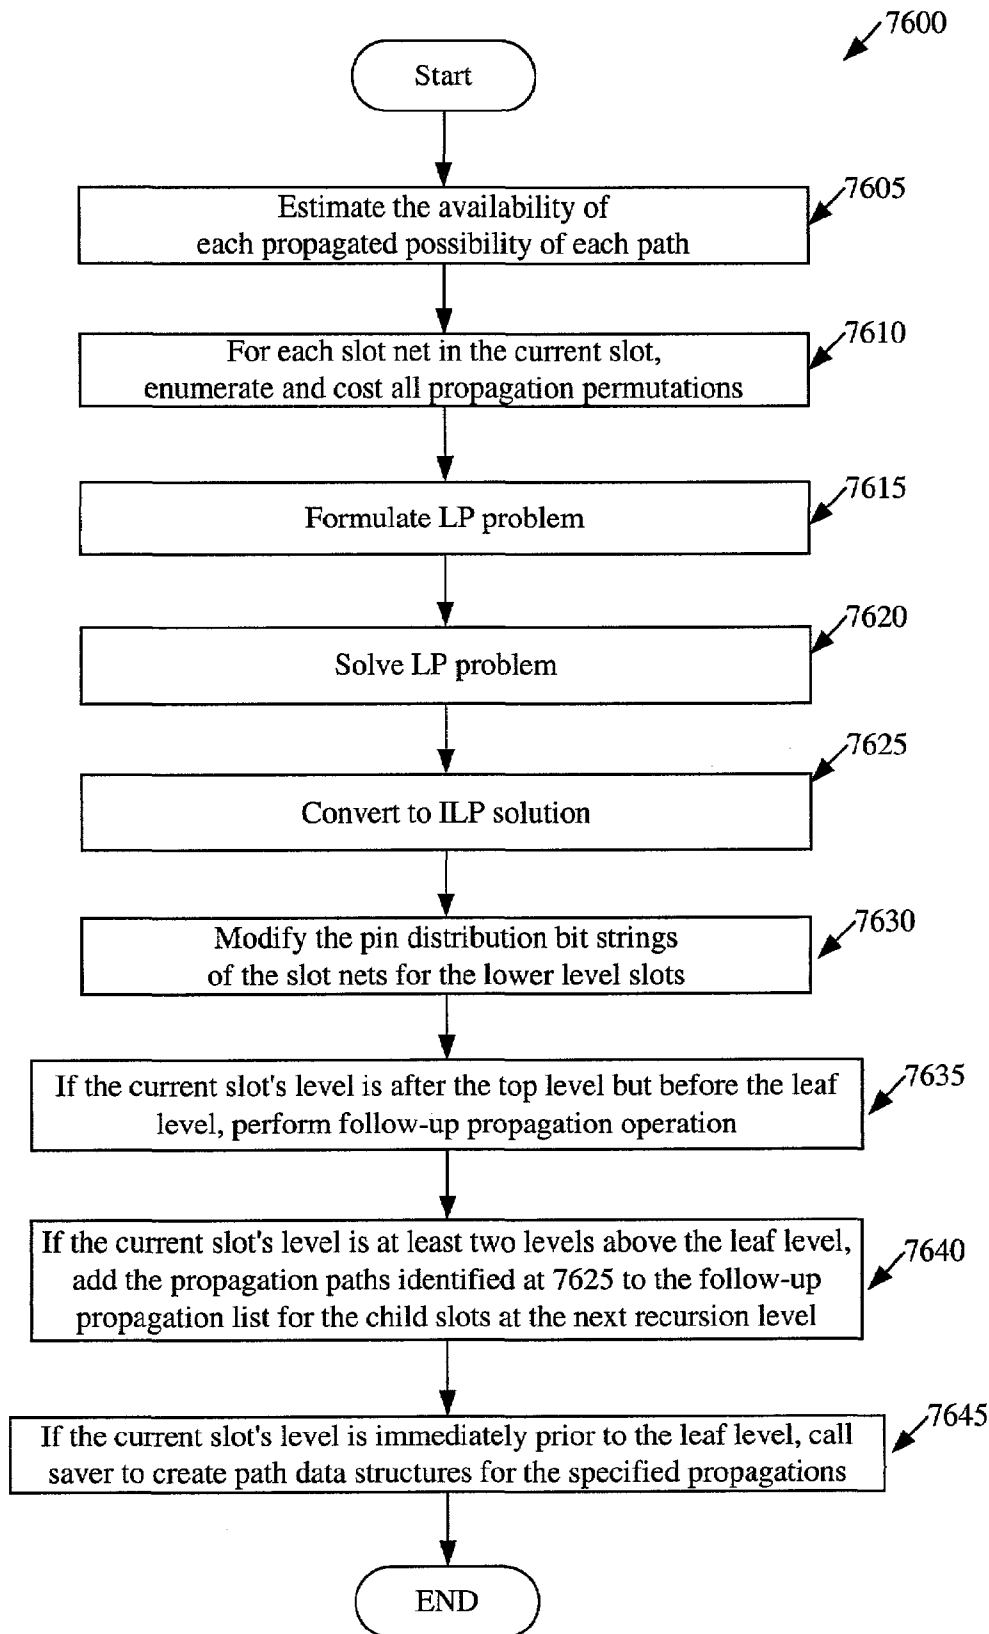 7600
Start
7605
Estimate the availability of
each propagated possibility of each path
7610
For each slot net in the current slot,
enumerate and cost all propagation permutations
7615
Formulate LP problem
7620
Solve LP problem
7625
Convert to ILP solution
7630
Modify the pin distribution bit strings
of the slot nets for the lower level slots
7635
If the current slot's level is after the top level but before the leaf
level, perform follow-up propagation operation
7640
If the current slot's level is at least two levels above the leaf level,
add the propagation paths identified at 7625 to the follow-up
propagation list for the child slots at the next recursion level
7645
If the current slot's level is immediately prior to the leaf level, call
saver to create path data structures for the specified propagations
END